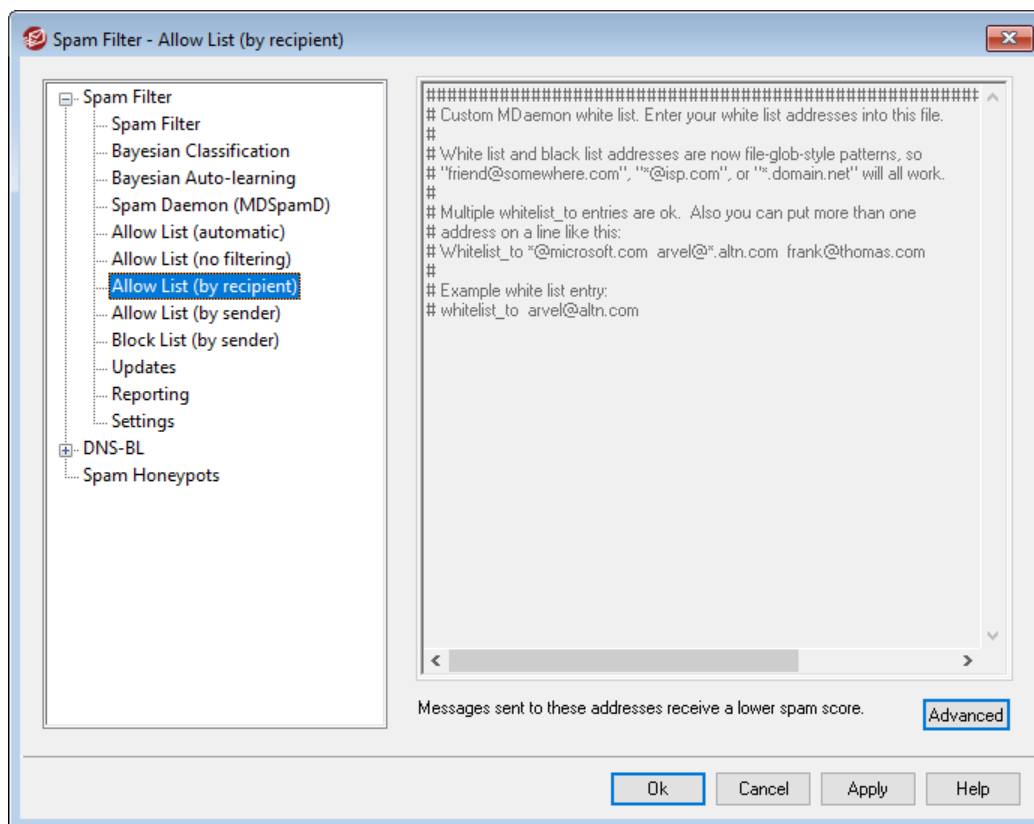 Spam Filter - Allow List (by recipient)
Spam Filter
Spam Filter
Bayesian Classification
Bayesian Auto-learning
Spam Daemon (MDSpamD)
Allow List (automatic)
Allow List (no filtering)
Allow List (by recipient)
Allow List (by sender)
Block List (by sender)
Updates
Reporting
Settings
DNS-BL
Spam Honeypots
#####################################################
# Custom MDaemon white list. Enter your white list addresses into this file.
#
# White list and black list addresses are now file-glob-style patterns, so
# "friend@somewhere.com", "*@isp.com", or "*.domain.net" will all work.
#
# Multiple whitelist_to entries are ok.  Also you can put more than one
# address on a line like this:
# Whitelist_to *@microsoft.com  arvel@*.altn.com  frank@thomas.com
#
# Example white list entry:
# whitelist_to  arvel@altn.com
Messages sent to these addresses receive a lower spam score.
Advanced
Ok
Cancel
Apply
Help